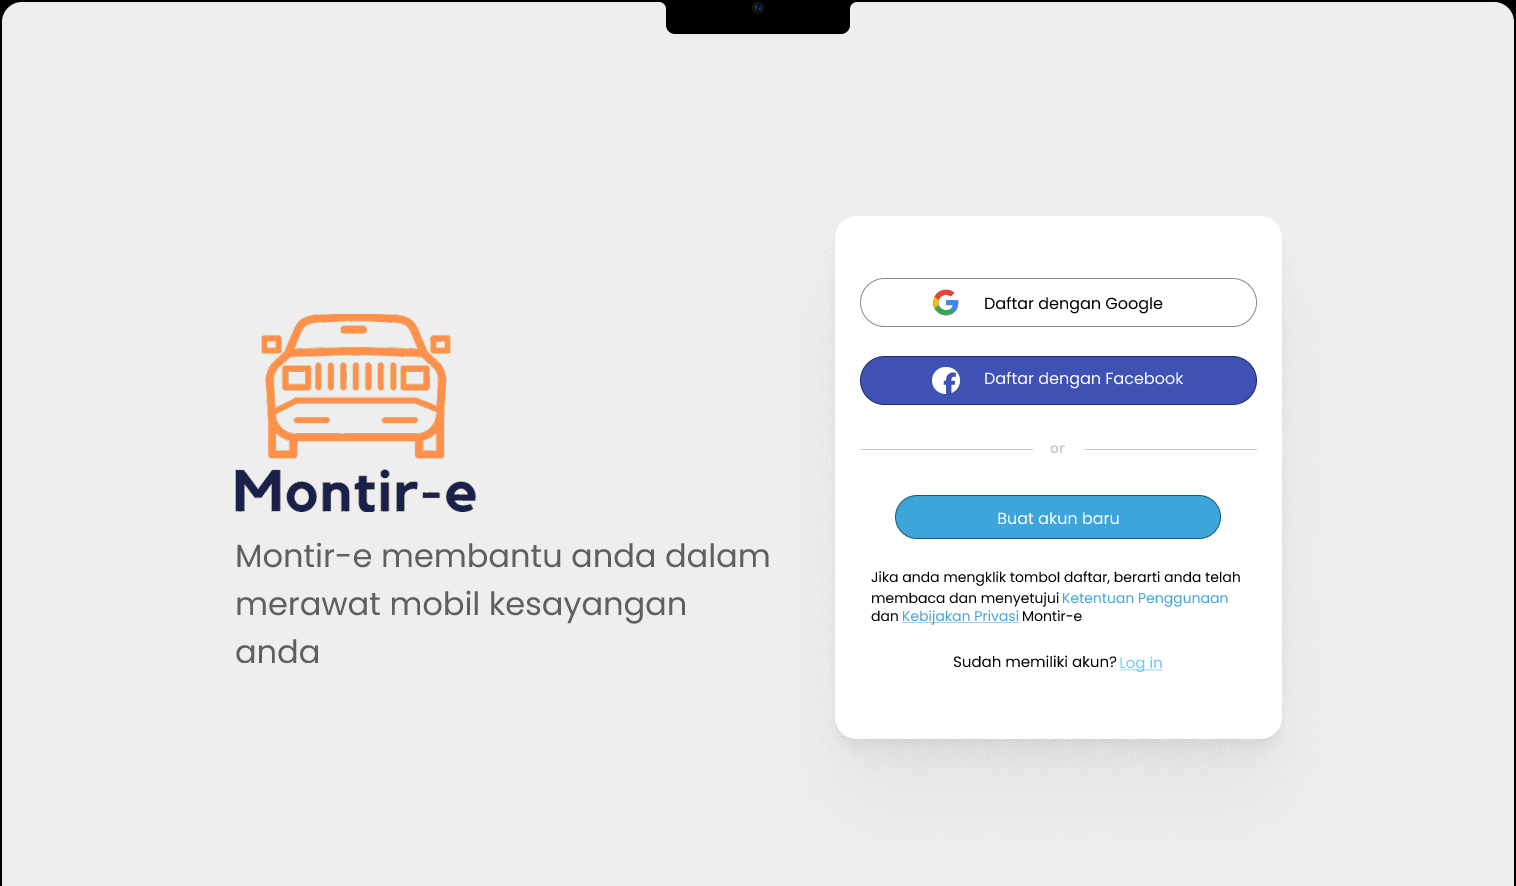 Montir-e
Montir-e membantu anda dalam
merawat mobil kesayangan
anda
Daftar dengan Google
Daftar dengan Facebook
or
Buat akun baru
Jika anda mengklik tombol daftar, berarti anda telah
membaca dan menyetujui Ketentuan Penggunaan
dan Kebijakan Privasi Montir-e
Sudah memiliki akun? Log in